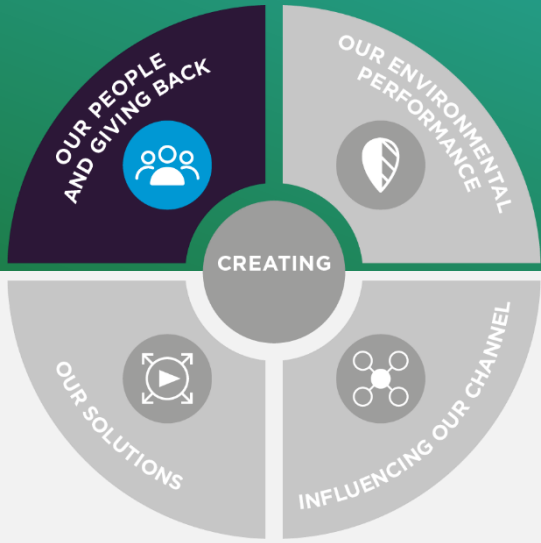 OUR PEOPLE
AND GIVING BACK
OUR ENVIRONMENTAL
PERFORMANCE
CREATING
OUR SOLUTIONS
INFLUENCING OUR CHANNEL